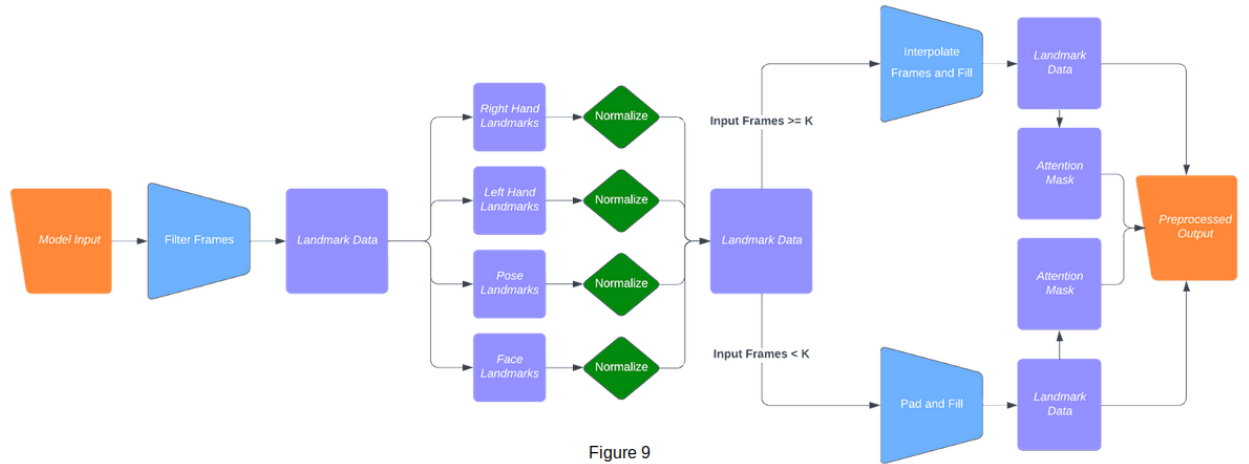 Model Input
Filter Frames
Landmark Data
Right Hand
Landmarks
Normalize
Left Hand
Landmarks
Normalize
Pose
Landmarks
Normalize
Face
Landmarks
Normalize
Landmark Data
Input Frames >= K
Interpolate
Frames and Fill
Landmark
Data
Attention
Mask
Input Frames < K
Pad and Fill
Landmark
Data
Attention
Mask
Preprocessed
Output
Figure 9